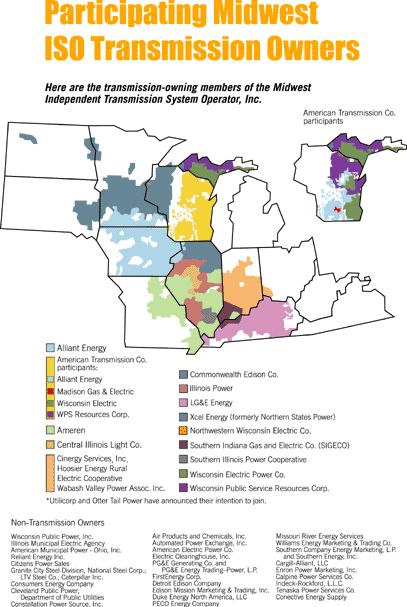 Participating Midwest
ISO Transmission Owners
Here are the transmission-owning members of the Midwest
Independent Transmission System Operator, Inc.
American Transmission Co.
participants
Alliant Energy
American Transmission Co.
participants:
Alliant Energy
Madison Gas & Electric
Wisconsin Electric
WPS Resources Corp.
Ameren
Central Illinois Light Co.
Cinergy Services, Inc,
Hoosier Energy Rural
Electric Cooperative
Wabash Valley Power Assoc. Inc.
Commonwealth Edison Co.
Illinois Power
LG&E Energy
Xcel Energy (formerly Northern States Power)
Northwestern Wisconsin Electric Co.
Southern Indiana Gas and Electric Co. (SIGECO)
Southern Illinois Power Cooperative
Wisconsin Electric Power Co.
Wisconsin Public Service Resources Corp.
*Utilicorp and Otter Tail Power have announced their intention to join.
Non-Transmission Owners
Wisconsin Public Power, Inc.
Illinois Municipal Electric Agency
American Municipal Power - Ohio, Inc.
Reliant Energy Inc.
Citizens Power Sales
Granite City Steel Division, National Steel Corp.;
LTV Steel Co.; Caterpillar Inc.
Consumers Energy Company
Cleveland Public Power,
Department of Public Utilities
Constellation Power Source, Inc.
Air Products and Chemicals, Inc.
Automated Power Exchange, Inc.
American Electric Power Co.
Electric Clearinghouse, Inc.
PG&E Generating Co. and
PG&E Energy Trading-Power, L.P.
FirstEnergy Corp.
Detroit Edison Company
Edison Mission Marketing & Trading, Inc.
Duke Energy North America, LLC
PECO Energy Company
Missouri River Energy Services
Williams Energy Marketing & Trading Co.
Southern Company Energy Marketing, L.P.
and Southern Energy, Inc.
Cargill-Alliant, LLC
Enron Power Marketing, Inc.
Calpine Power Services Co.
Indeck-Rockford, L.L.C.
Tenaska Power Services Co.
Conective Energy Supply